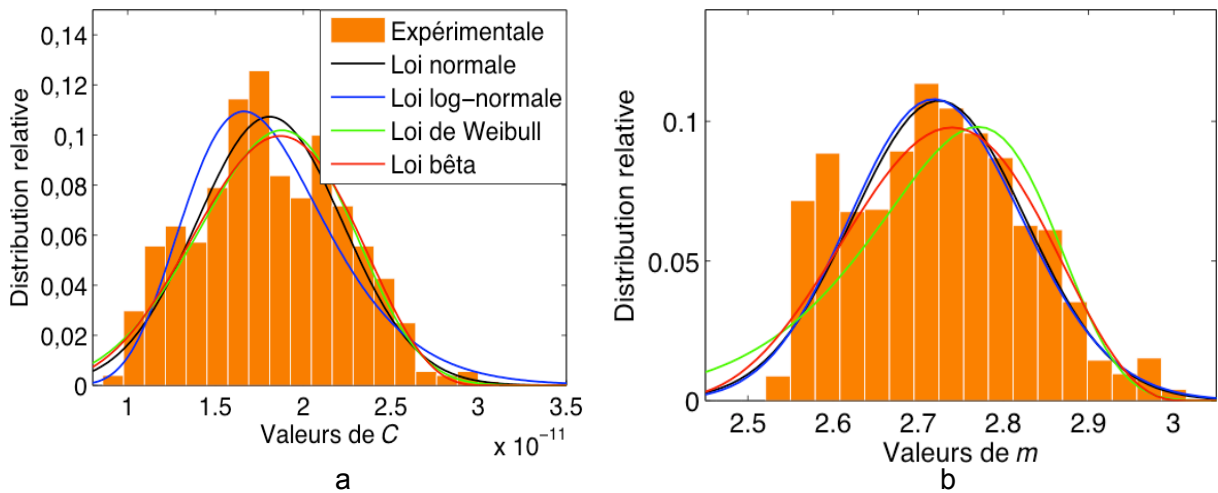 0,14
0,12
0,1
0,08
0,06
0,04
0,02
0
Distribution relative
Expérimentale
Loi normale
Loi log-normale
Loi de Weibull
Loi bêta
1
1.5
2
2.5
3
3.5
Valeurs de C
x 10⁻¹¹
a
0.1
0.05
0
Distribution relative
2.5
2.6
2.7
2.8
2.9
3
Valeurs de m
b